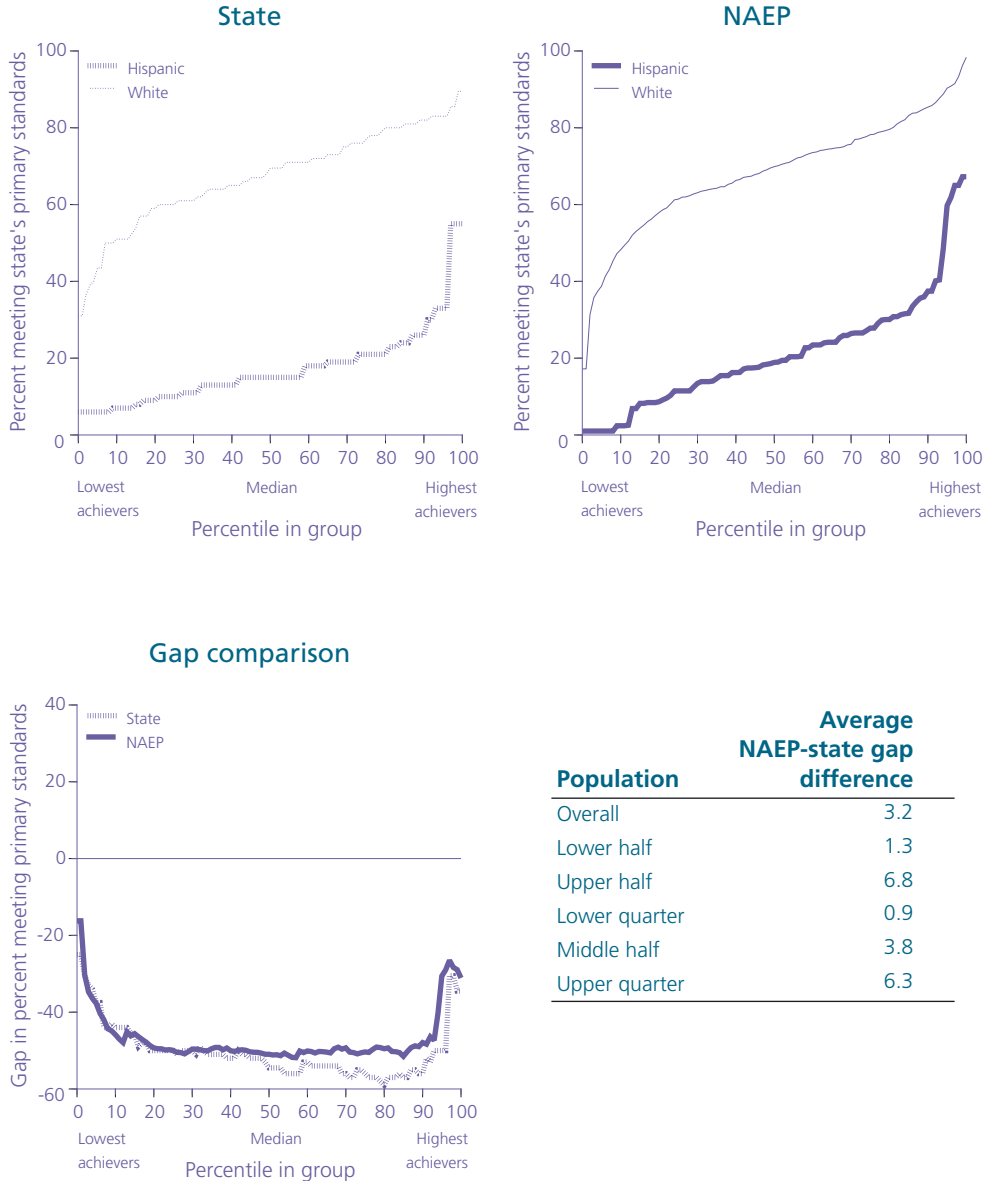 State
Percent meeting state's primary standards
100
80
60
40
20
0
Hispanic
White
0 10 20 30 40 50 60 70 80 90 100
Lowest achievers
Median
Highest achievers
Percentile in group
NAEP
Percent meeting state's primary standards
100
80
60
40
20
0
Hispanic
White
0 10 20 30 40 50 60 70 80 90 100
Lowest achievers
Median
Highest achievers
Percentile in group
Gap comparison
Gap in percent meeting primary standards
40
20
0
-20
-40
-60
State
NAEP
0 10 20 30 40 50 60 70 80 90 100
Lowest achievers
Median
Highest achievers
Percentile in group
Average
NAEP-state gap
Population difference
Overall 3.2
Lower half 1.3
Upper half 6.8
Lower quarter 0.9
Middle half 3.8
Upper quarter 6.3